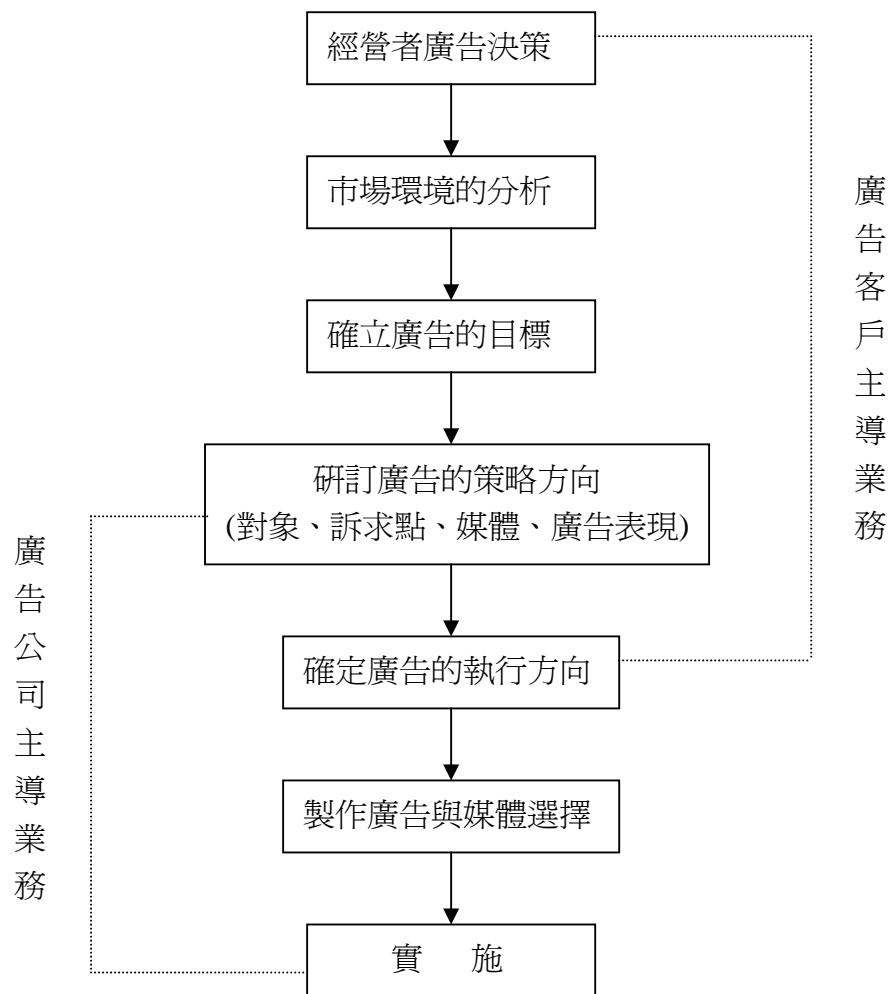 經營者廣告決策
市場環境的分析
確立廣告的目標
研訂廣告的策略方向
(對象、訴求點、媒體、廣告表現)
確定廣告的執行方向
製作廣告與媒體選擇
實 施
廣告客戶主導業務
廣告公司主導業務